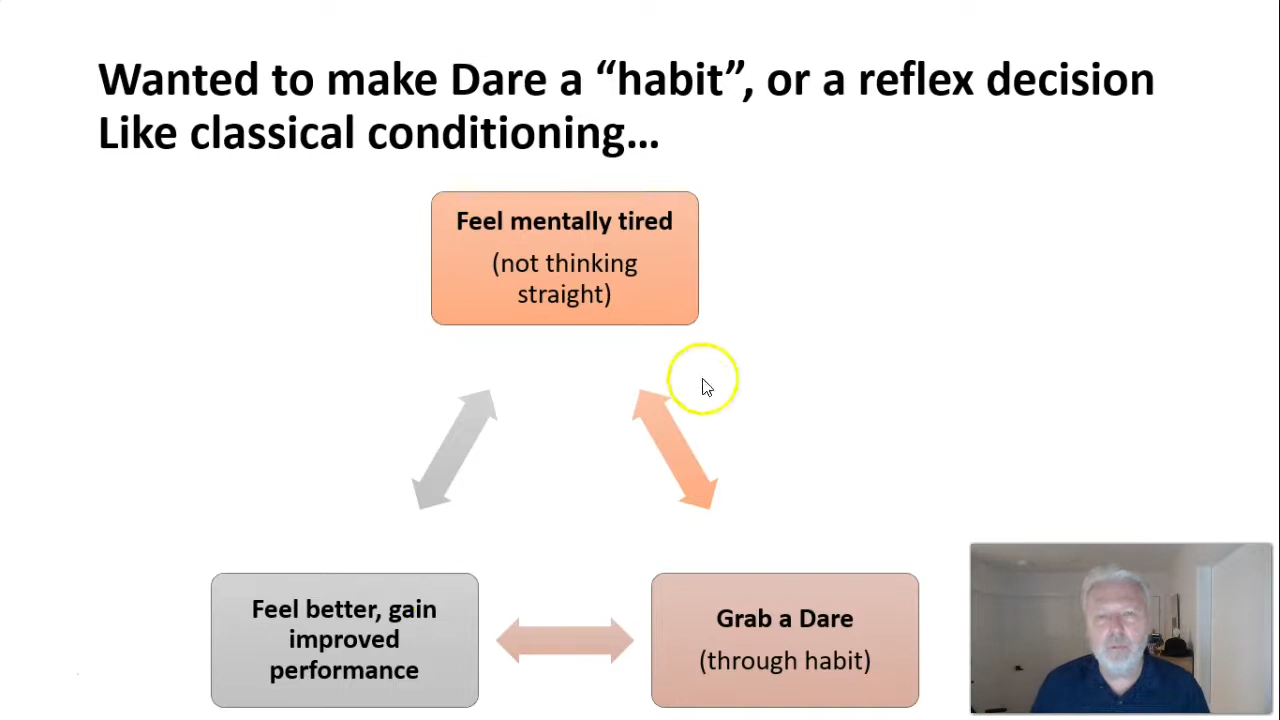 Wanted to make Dare a “habit”, or a reflex decision
Like classical conditioning…
Feel mentally tired
(not thinking
straight)
Feel better, gain
improved
performance
Grab a Dare
(through habit)